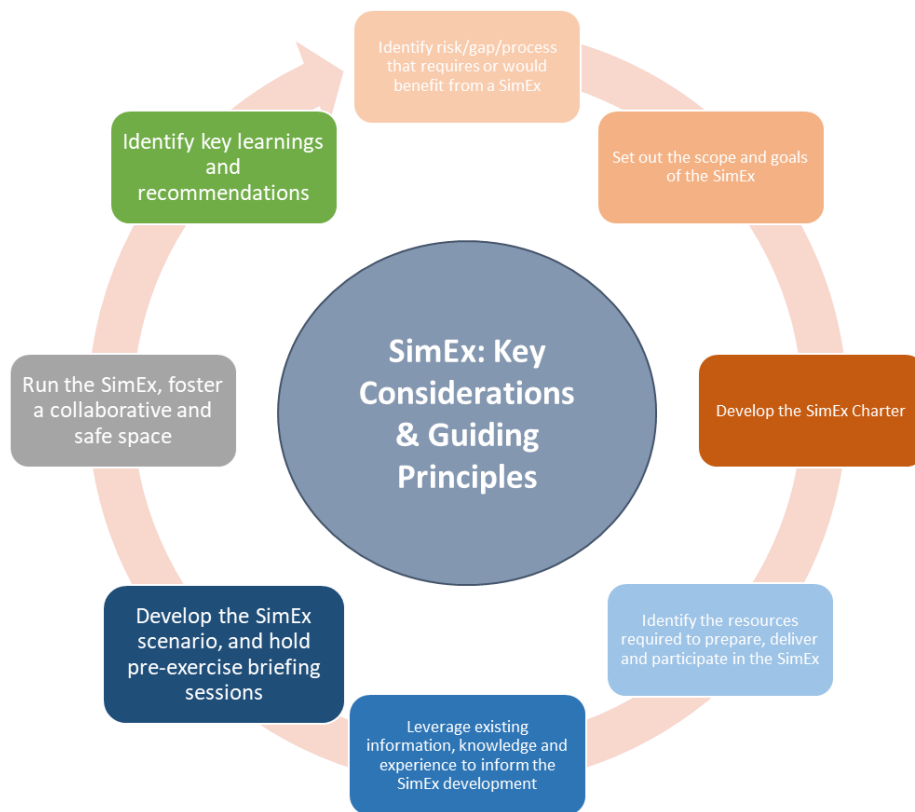 Identify risk/gap/process
that requires or would
benefit from a SimEx
Set out the scope and goals
of the SimEx
Develop the SimEx Charter
Identify the resources
required to prepare, deliver
and participate in the SimEx
Leverage existing
information, knowledge and
experience to inform the
SimEx development
Develop the SimEx
scenario, and hold
pre-exercise briefing
sessions
Run the SimEx, foster
a collaborative and
safe space
Identify key learnings
and
recommendations
SimEx: Key
Considerations
& Guiding
Principles